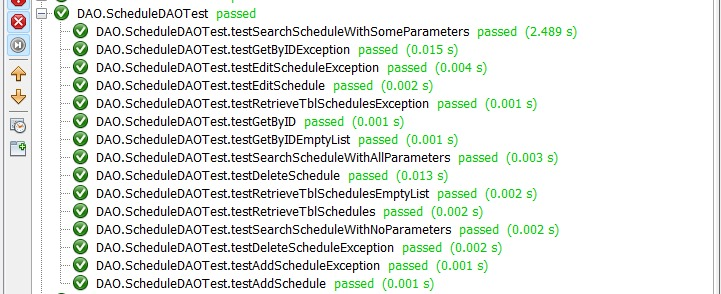 DAO.ScheduleDAOTest passed
DAO.ScheduleDAOTest.testSearchScheduleWithSomeParameters passed (2.489 s)
DAO.ScheduleDAOTest.testGetByIDException passed (0.015 s)
DAO.ScheduleDAOTest.testEditScheduleException passed (0.004 s)
DAO.ScheduleDAOTest.testEditSchedule passed (0.002 s)
DAO.ScheduleDAOTest.testRetrieveTblSchedulesException passed (0.001 s)
DAO.ScheduleDAOTest.testGetByID passed (0.001 s)
DAO.ScheduleDAOTest.testGetByIDEmptyList passed (0.001 s)
DAO.ScheduleDAOTest.testSearchScheduleWithAllParameters passed (0.003 s)
DAO.ScheduleDAOTest.testDeleteSchedule passed (0.013 s)
DAO.ScheduleDAOTest.testRetrieveTblSchedulesEmptyList passed (0.002 s)
DAO.ScheduleDAOTest.testRetrieveTblSchedules passed (0.002 s)
DAO.ScheduleDAOTest.testSearchScheduleWithNoParameters passed (0.002 s)
DAO.ScheduleDAOTest.testDeleteScheduleException passed (0.002 s)
DAO.ScheduleDAOTest.testAddScheduleException passed (0.001 s)
DAO.ScheduleDAOTest.testAddSchedule passed (0.001 s)